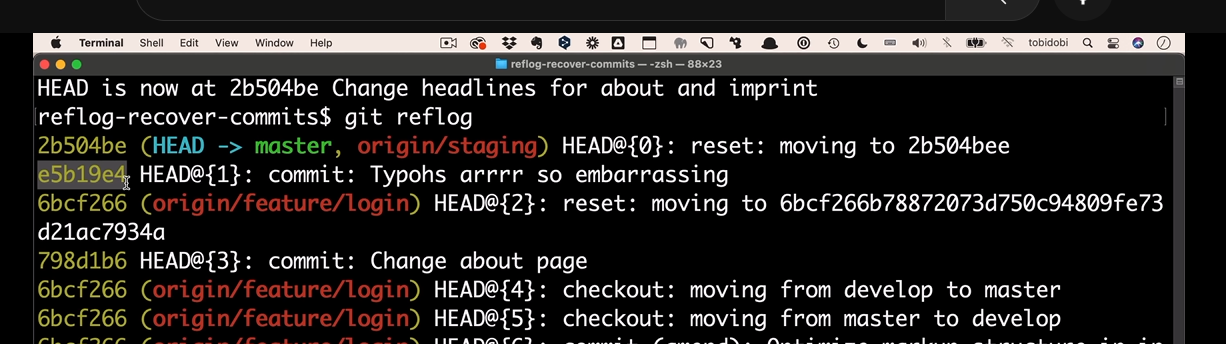 Terminal Shell Edit View Window Help tobidobi
reflog-recover-commits — -zsh — 88×23
HEAD is now at 2b504be Change headlines for about and imprint
reflog-recover-commits$ git reflog
2b504be (HEAD -> master, origin/staging) HEAD@{0}: reset: moving to 2b504bee
e5b19e4 HEAD@{1}: commit: Typohs arrrr so embarrassing
6bcf266 (origin/feature/login) HEAD@{2}: reset: moving to 6bcf266b78872073d750c94809fe73
d21ac7934a
798d1b6 HEAD@{3}: commit: Change about page
6bcf266 (origin/feature/login) HEAD@{4}: checkout: moving from develop to master
6bcf266 (origin/feature/login) HEAD@{5}: checkout: moving from master to develop